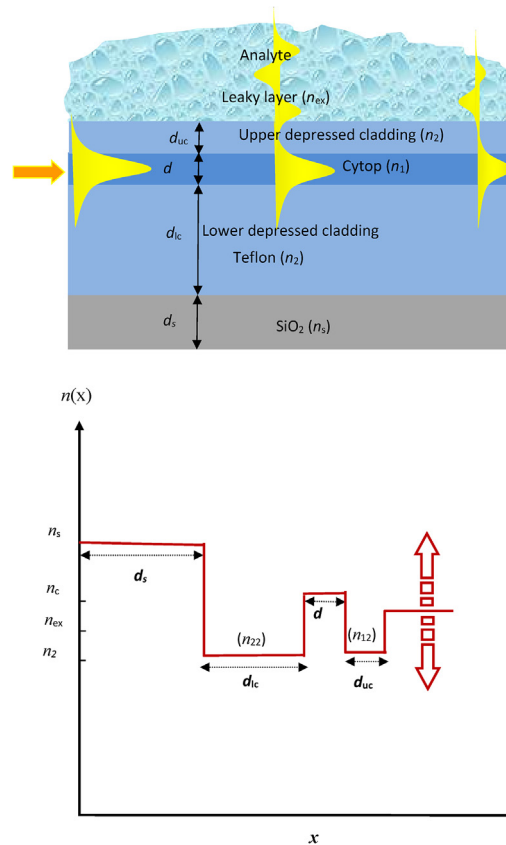 Analyte
Leaky layer (nex)
duc
Upper depressed cladding (n2)
d
Cytop (n1)
dlc
Lower depressed cladding
Teflon (n2)
ds
SiO2 (ns)
n(x)
ns
ds
nc
d
nex
(n22)
(n12)
n2
dlc
duc
x